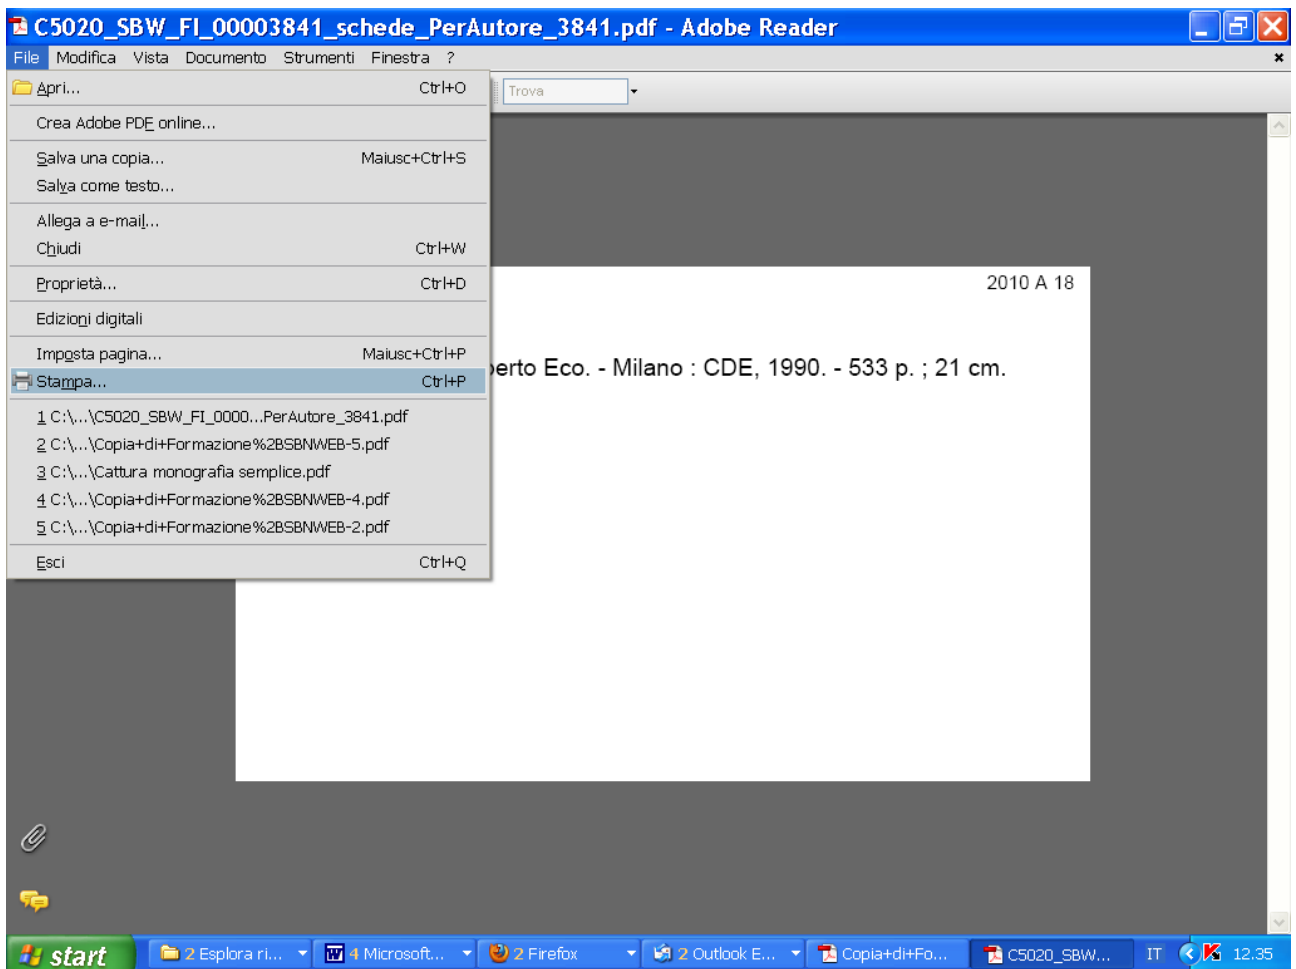 C5020_SBW_FI_00003841_schede_PerAutore_3841.pdf - Adobe Reader
File Modifica Vista Documento Strumenti Finestra ?
Apri... Ctrl+O
Trova
Crea Adobe PDF online...
Salva una copia... Maiusc+Ctrl+S
Salva come testo...
Allega a e-mail...
Chiudi Ctrl+W
Proprietà... Ctrl+D
2010 A 18
Edizioni digitali
Imposta pagina... Maiusc+Ctrl+P
perto Eco. - Milano : CDE, 1990. - 533 p. ; 21 cm.
Stampa... Ctrl+P
1 C:\...\C5020_SBW_FI_0000...PerAutore_3841.pdf
2 C:\...\Copia+di+Formazione%2BSBNWEB-5.pdf
3 C:\...\Cattura monografia semplice.pdf
4 C:\...\Copia+di+Formazione%2BSBNWEB-4.pdf
5 C:\...\Copia+di+Formazione%2BSBNWEB-2.pdf
Esci Ctrl+Q
start 2 Esplora ri... 4 Microsoft... 2 Firefox 2 Outlook E... Copia+di+Fo... C5020_SBW... IT 12.35